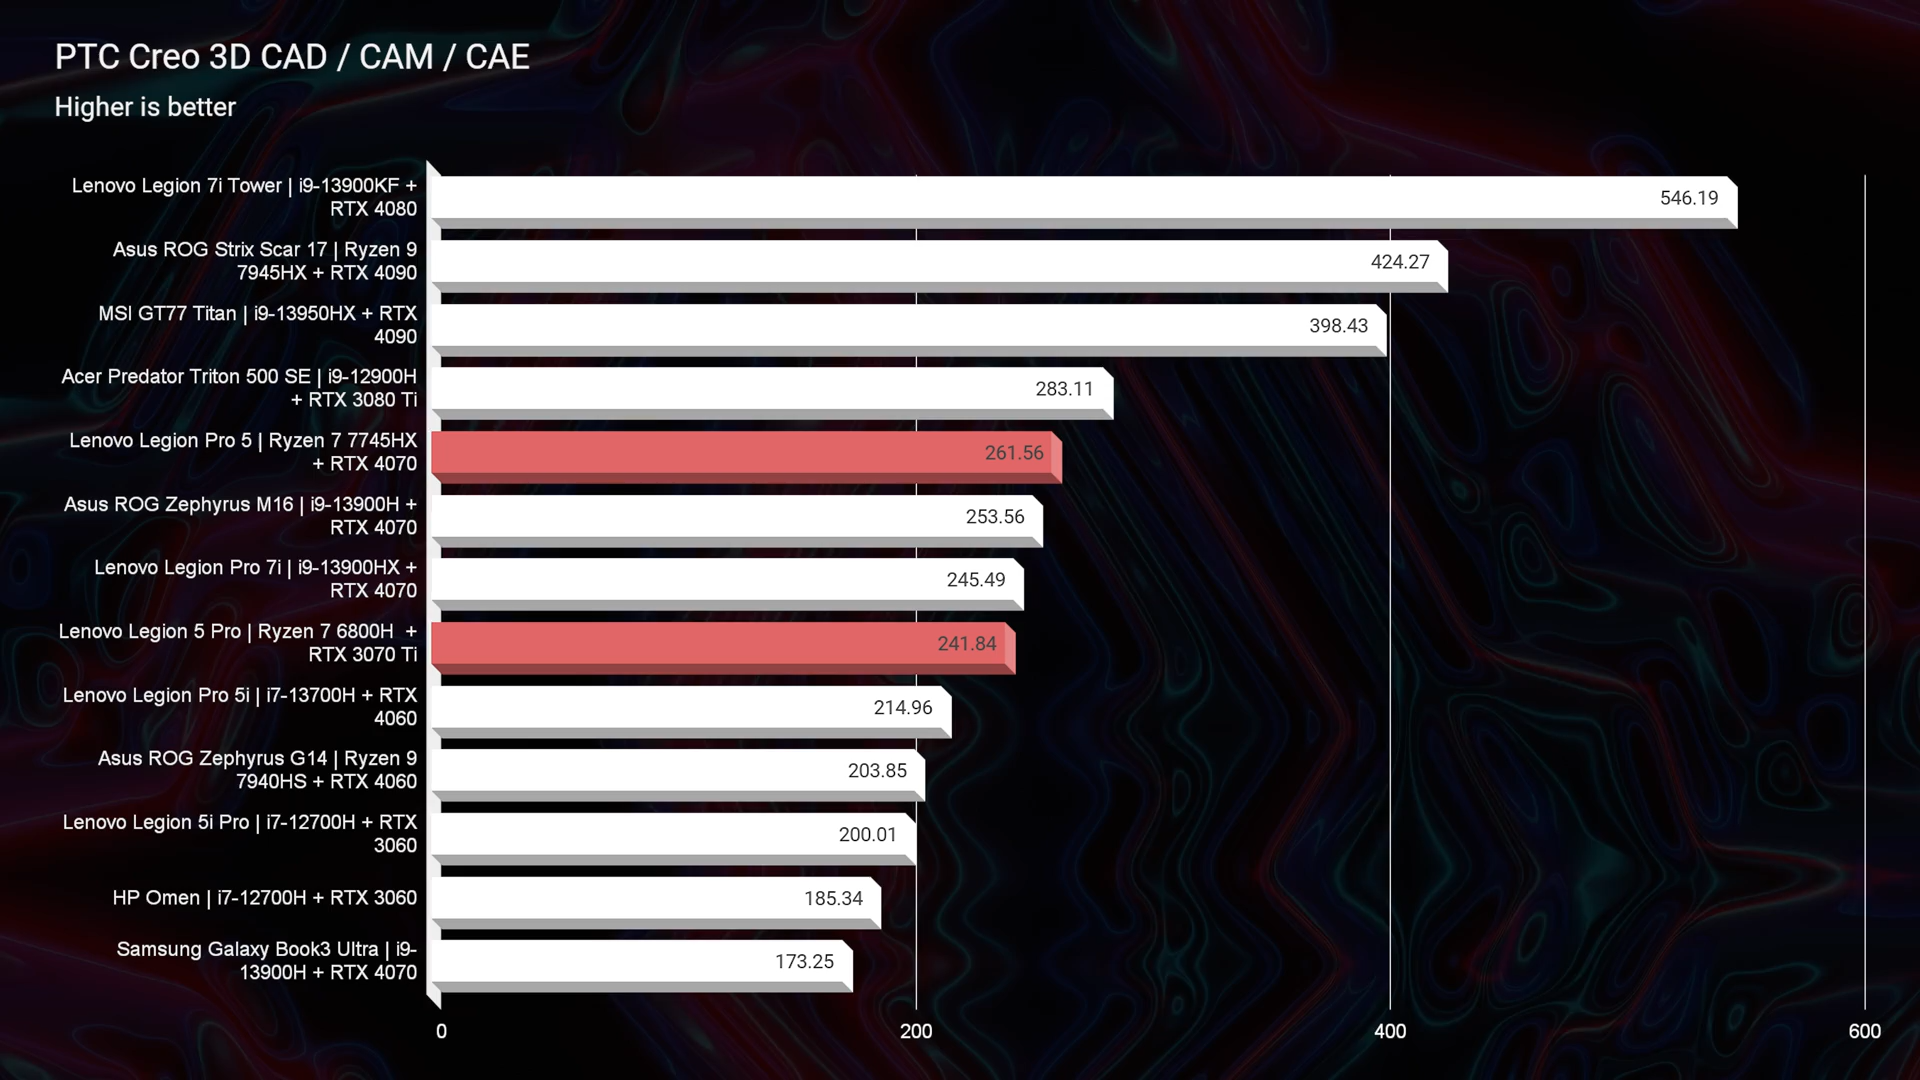 PTC Creo 3D CAD / CAM / CAE
Higher is better
Lenovo Legion 7i Tower | i9-13900KF +
RTX 4080
546.19
Asus ROG Strix Scar 17 | Ryzen 9
7945HX + RTX 4090
424.27
MSI GT77 Titan | i9-13950HX + RTX
4090
398.43
Acer Predator Triton 500 SE | i9-12900H
+ RTX 3080 Ti
283.11
Lenovo Legion Pro 5 | Ryzen 7 7745HX
+ RTX 4070
261.56
Asus ROG Zephyrus M16 | i9-13900H +
RTX 4070
253.56
Lenovo Legion Pro 7i | i9-13900HX +
RTX 4070
245.49
Lenovo Legion 5 Pro | Ryzen 7 6800H  +
RTX 3070 Ti
241.84
Lenovo Legion Pro 5i | i7-13700H + RTX
4060
214.96
Asus ROG Zephyrus G14 | Ryzen 9
7940HS + RTX 4060
203.85
Lenovo Legion 5i Pro | i7-12700H + RTX
3060
200.01
HP Omen | i7-12700H + RTX 3060
185.34
Samsung Galaxy Book3 Ultra | i9-
13900H + RTX 4070
173.25
0
200
400
600